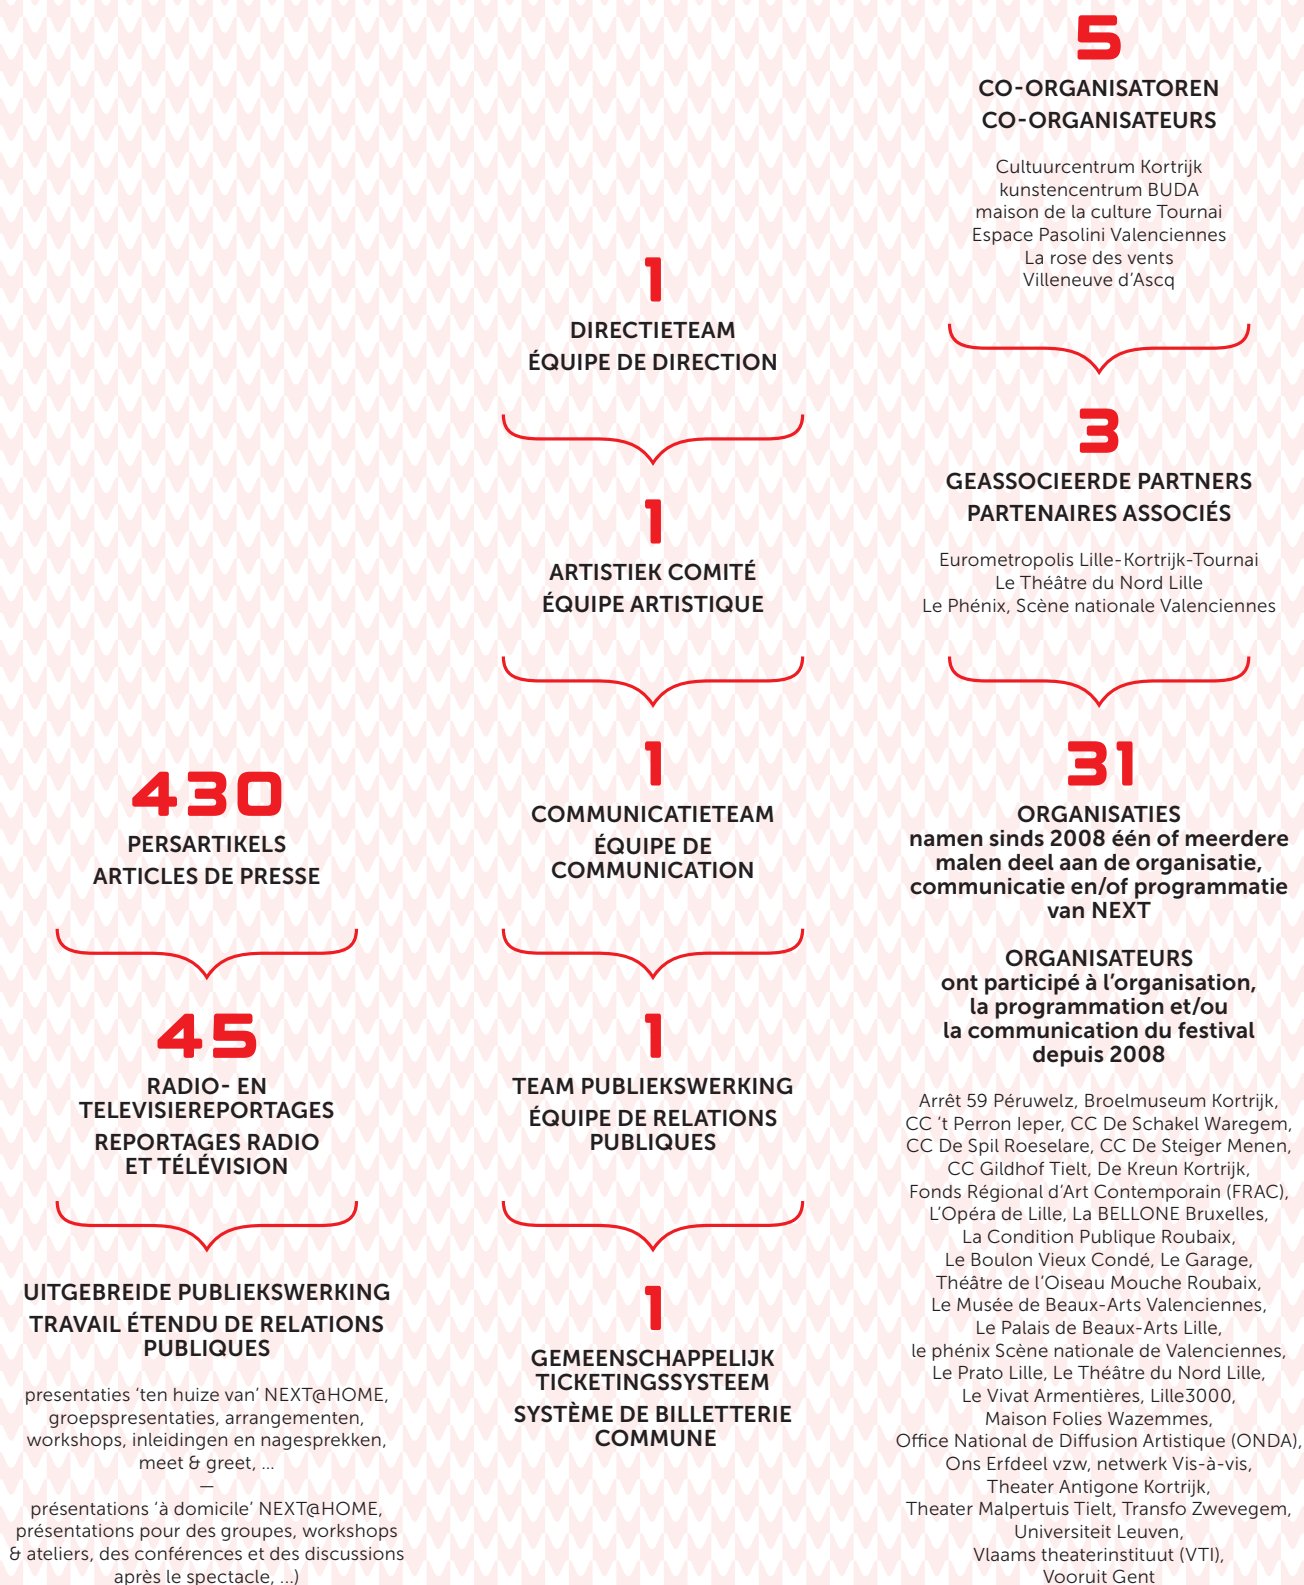 430
PERSARTIKELS
ARTICLES DE PRESSE
45
RADIO- EN
TELEVISIEREPORTAGES
REPORTAGES RADIO
ET TÉLÉVISION
UITGEBREIDE PUBLIEKSWERKING
TRAVAIL ÉTENDU DE RELATIONS
PUBLIQUES
presentaties ‘ten huize van’ NEXT@HOME,
groepspresentaties, arrangementen,
workshops, inleidingen en nagesprekken,
meet & greet, ...
—
présentations ‘à domicile’ NEXT@HOME,
présentations pour des groupes, workshops
& ateliers, des conférences et des discussions
après le spectacle, ...)
1
DIRECTIETEAM
ÉQUIPE DE DIRECTION
1
ARTISTIEK COMITÉ
ÉQUIPE ARTISTIQUE
1
COMMUNICATIETEAM
ÉQUIPE DE
COMMUNICATION
1
TEAM PUBLIEKSWERKING
ÉQUIPE DE RELATIONS
PUBLIQUES
1
GEMEENSCHAPPELIJK
TICKETINGSSYSTEEM
SYSTÈME DE BILLETTERIE
COMMUNE
5
CO-ORGANISATOREN
CO-ORGANISATEURS
Cultuurcentrum Kortrijk
kunstencentrum BUDA
maison de la culture Tournai
Espace Pasolini Valenciennes
La rose des vents
Villeneuve d’Ascq
3
GEASSOCIEERDE PARTNERS
PARTENAIRES ASSOCIÉS
Eurometropolis Lille-Kortrijk-Tournai
Le Théâtre du Nord Lille
Le Phénix, Scène nationale Valenciennes
31
ORGANISATIES
namen sinds 2008 één of meerdere
malen deel aan de organisatie,
communicatie en/of programmatie
van NEXT
ORGANISATEURS
ont participé à l’organisation,
la programmation et/ou
la communication du festival
depuis 2008
Arrêt 59 Péruwelz, Broelmuseum Kortrijk,
CC ’t Perron Ieper, CC De Schakel Waregem,
CC De Spil Roeselare, CC De Steiger Menen,
CC Gildhof Tielt, De Kreun Kortrijk,
Fonds Régional d’Art Contemporain (FRAC),
L’Opéra de Lille, La BELLONE Bruxelles,
La Condition Publique Roubaix,
Le Boulon Vieux Condé, Le Garage,
Théâtre de l’Oiseau Mouche Roubaix,
Le Musée de Beaux-Arts Valenciennes,
Le Palais de Beaux-Arts Lille,
le phénix Scène nationale de Valenciennes,
Le Prato Lille, Le Théâtre du Nord Lille,
Le Vivat Armentières, Lille3000,
Maison Folies Wazemmes,
Office National de Diffusion Artistique (ONDA),
Ons Erfdeel vzw, netwerk Vis-à-vis,
Theater Antigone Kortrijk,
Theater Malpertuis Tielt, Transfo Zwevegem,
Universiteit Leuven,
Vlaams theaterinstituut (VTI),
Vooruit Gent